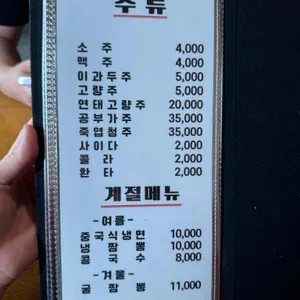 주류
소주 4,000
맥주 4,000
이과두주 5,000
고량주 5,000
연태고량주 20,000
공부가주 35,000
죽엽청주 35,000
사이다 2,000
콜라 2,000
환타 2,000
계절메뉴
-여름-
중국식냉면 10,000
냉짬뽕 10,000
콩국수 8,000
-겨울-
굴짬뽕 11,000